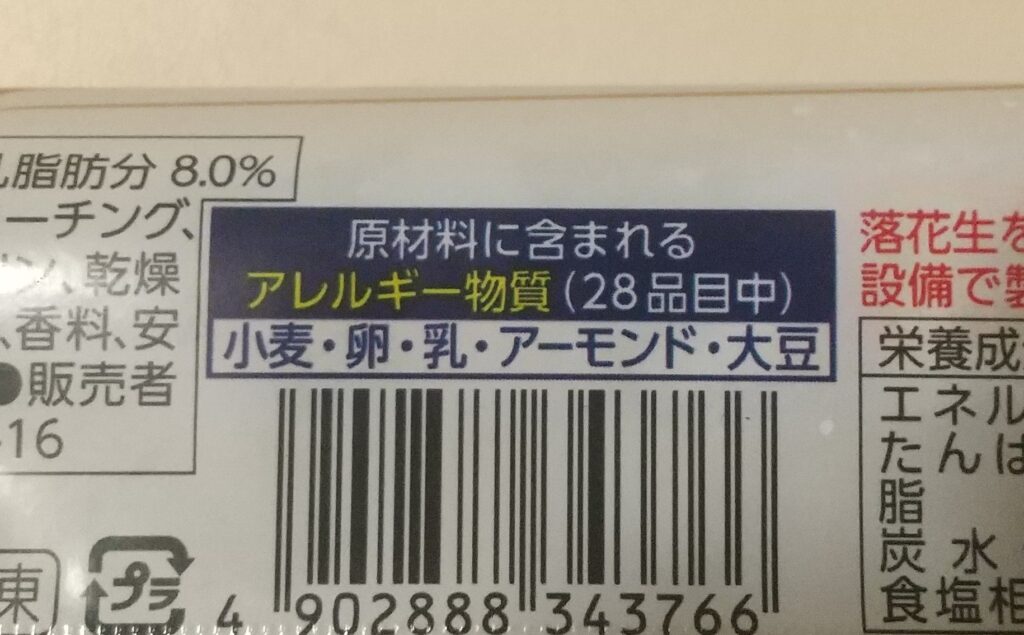 乳脂肪分 8.0%
ーチング、
ン、乾燥
、香料、安
●販売者
-16
原材料に含まれる
アレルギー物質(28品目中)
小麦・卵・乳・アーモンド・大豆
落花生を
設備で製
栄養成
エネル
たんぱ
脂
炭水
食塩相
東
プラ
4 902888 343766